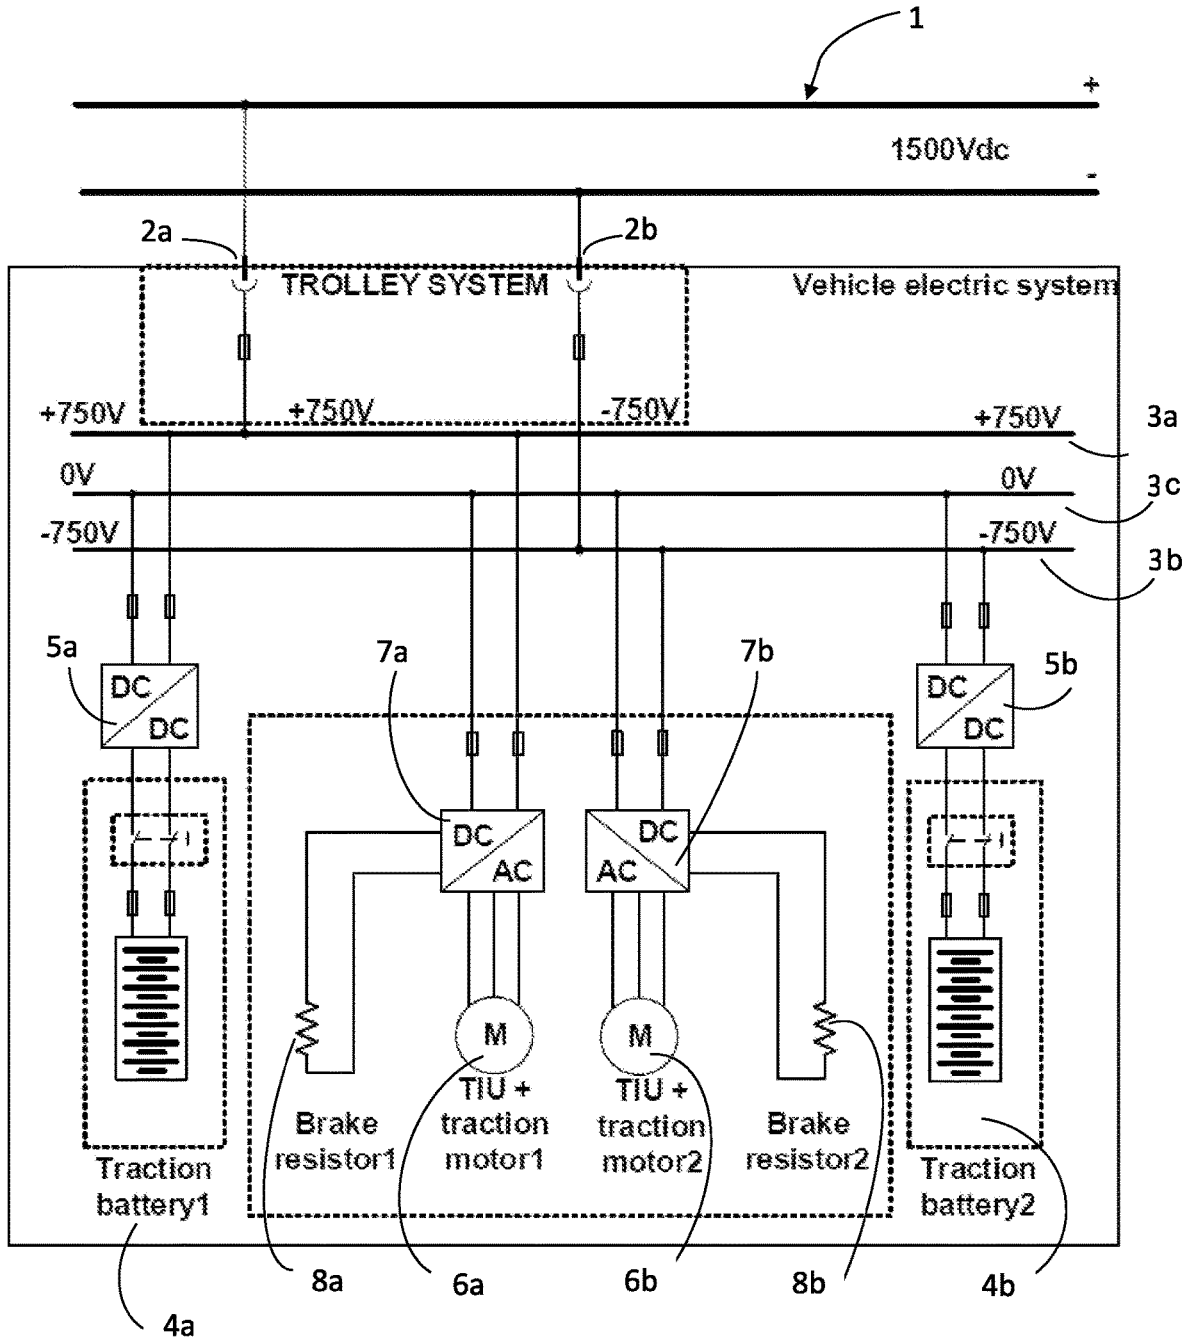 1
+
1500Vdc
-
2a
2b
TROLLEY SYSTEM
Vehicle electric system
+750V
+750V
-750V
+750V
3a
0V
0V
3c
-750V
-750V
3b
5a
7a
7b
5b
DC
DC
DC
DC
DC
AC
DC
AC
M
M
TIU +
traction
motor1
TIU +
traction
motor2
Brake
resistor1
Brake
resistor2
Traction
battery1
Traction
battery2
8a
6a
6b
8b
4b
4a